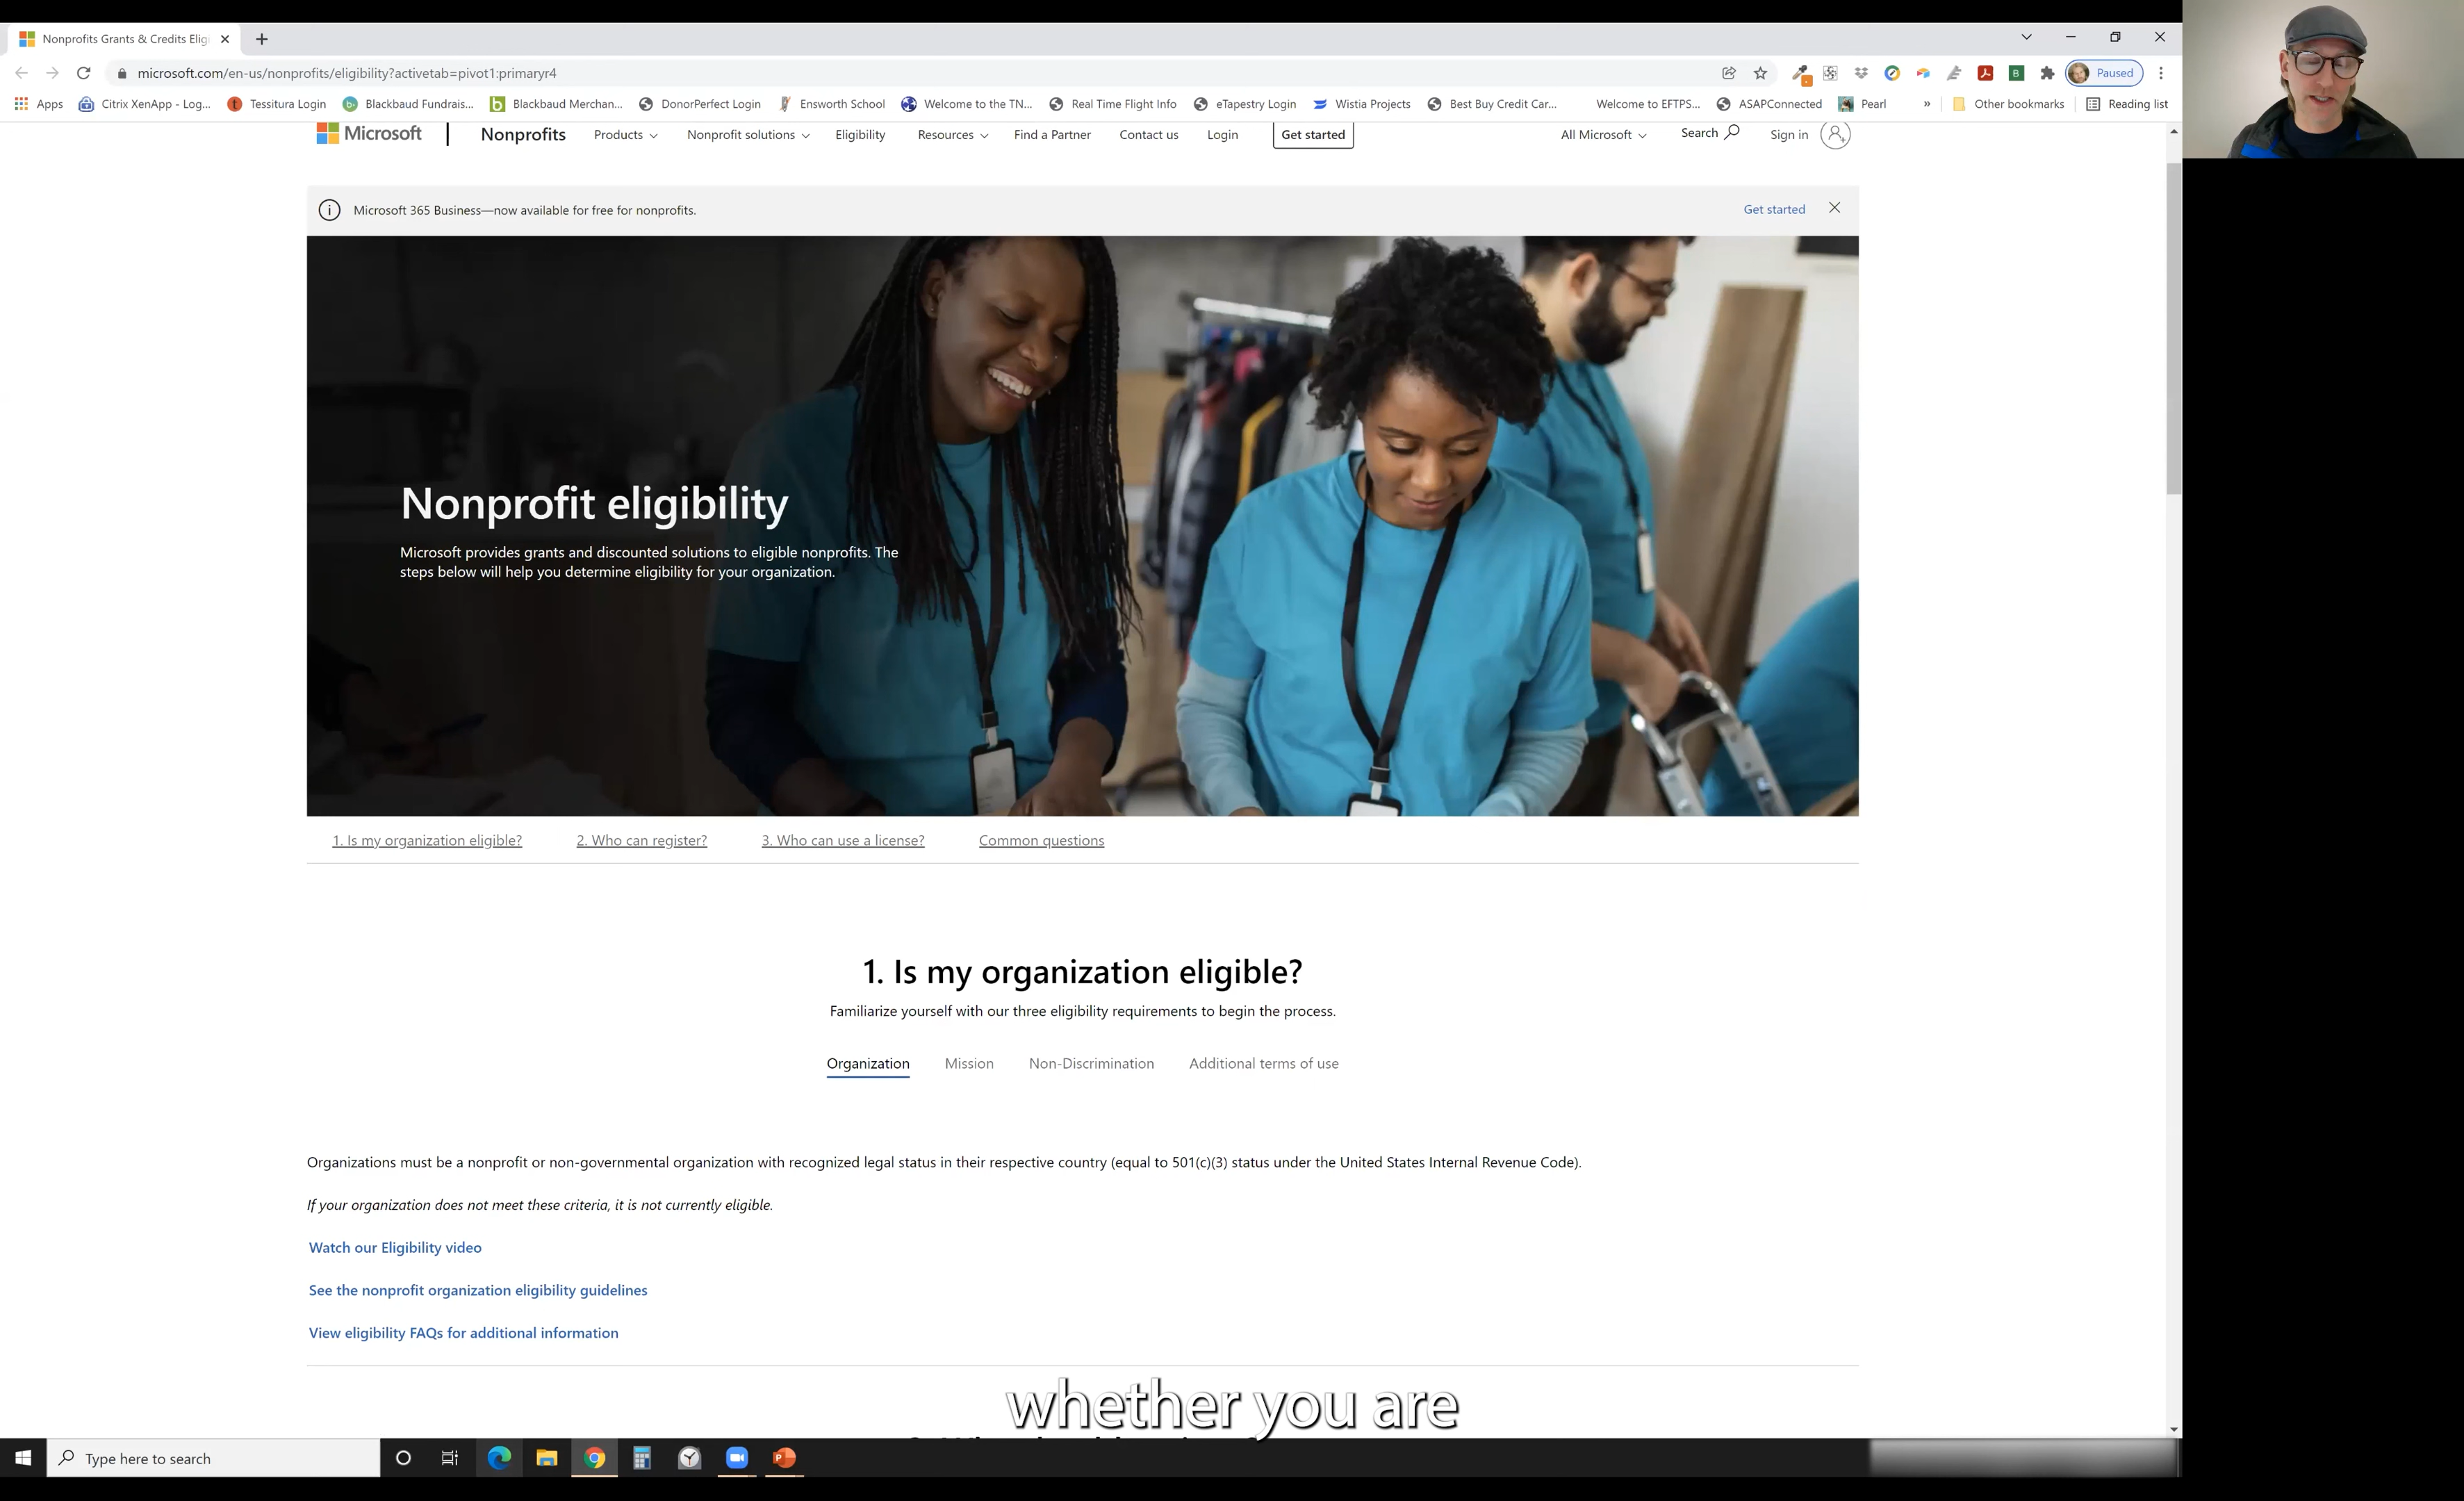 Nonprofits Grants & Credits Elig
microsoft.com/en-us/nonprofits/eligibility?activetab=pivot1:primaryr4
Paused
Apps
Citrix XenApp - Log...
Tessitura Login
Blackbaud Fundrais...
Blackbaud Merchan...
DonorPerfect Login
Ensworth School
Welcome to the TN...
Real Time Flight Info
eTapestry Login
Wistia Projects
Best Buy Credit Car...
Welcome to EFTPS...
ASAPConnected
Pearl
»
Other bookmarks
Reading list
Microsoft
Nonprofits
Products
Nonprofit solutions
Eligibility
Resources
Find a Partner
Contact us
Login
Get started
All Microsoft
Search
Sign in
Microsoft 365 Business—now available for free for nonprofits.
Get started
Nonprofit eligibility
Microsoft provides grants and discounted solutions to eligible nonprofits. The
steps below will help you determine eligibility for your organization.
1. Is my organization eligible?
2. Who can register?
3. Who can use a license?
Common questions
1. Is my organization eligible?
Familiarize yourself with our three eligibility requirements to begin the process.
Organization
Mission
Non-Discrimination
Additional terms of use
Organizations must be a nonprofit or non-governmental organization with recognized legal status in their respective country (equal to 501(c)(3) status under the United States Internal Revenue Code).
If your organization does not meet these criteria, it is not currently eligible.
Watch our Eligibility video
See the nonprofit organization eligibility guidelines
View eligibility FAQs for additional information
whether you are
Type here to search